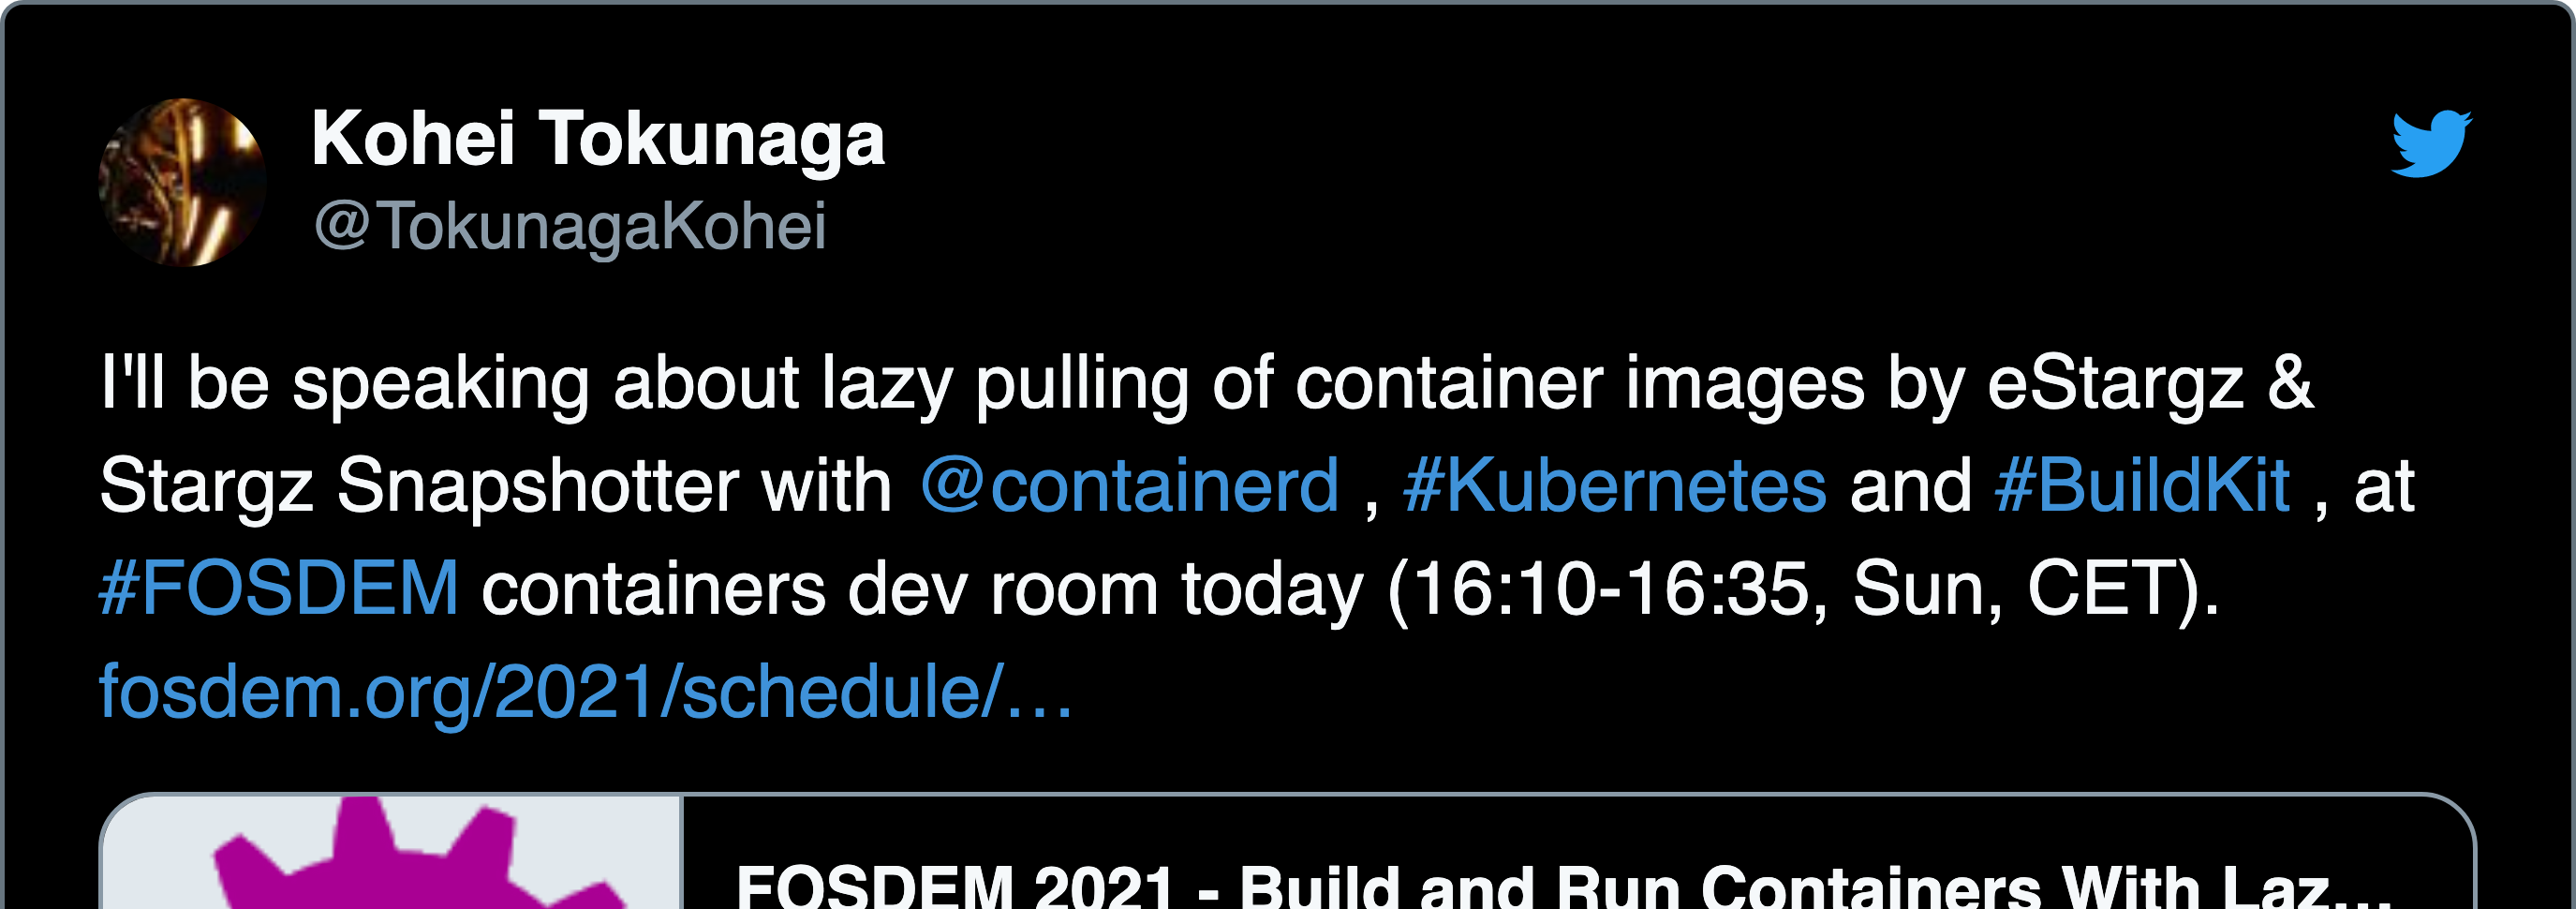 Kohei Tokunaga
@TokunagaKohei
I'll be speaking about lazy pulling of container images by eStargz &
Stargz Snapshotter with @containerd , #Kubernetes and #BuildKit , at
#FOSDEM containers dev room today (16:10-16:35, Sun, CET).
fosdem.org/2021/schedule/…
FOSDEM 2021 - Build and Run Containers With Laz…